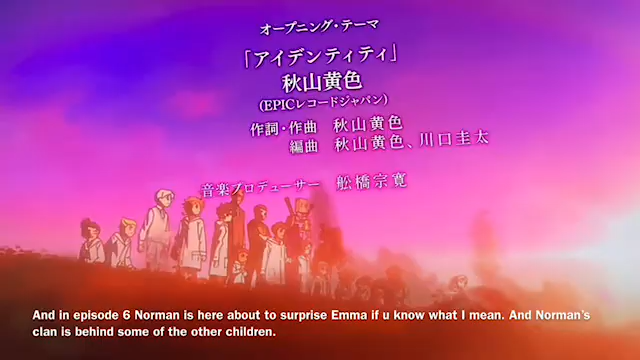 オープニング・テーマ
「アイデンティティ」
秋山黄色
(EPICレコードジャパン)
作詞・作曲 秋山黄色
編曲 秋山黄色、川口圭太
音楽プロデューサー 舩橋宗寛
And in episode 6 Norman is here about to surprise Emma if u know what I mean. And Norman's
clan is behind some of the other children.